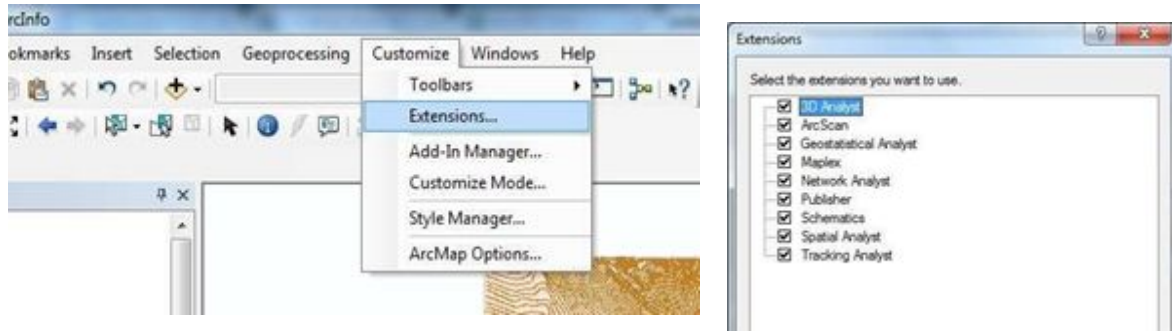 rcInfo
okmarks Insert Selection Geoprocessing Customize Windows Help
Toolbars
Extensions...
Add-In Manager...
Customize Mode...
Style Manager...
ArcMap Options...
Extensions
Select the extensions you want to use.
3D Analyst
ArcScan
Geostatistical Analyst
Maplex
Network Analyst
Publisher
Schematics
Spatial Analyst
Tracking Analyst